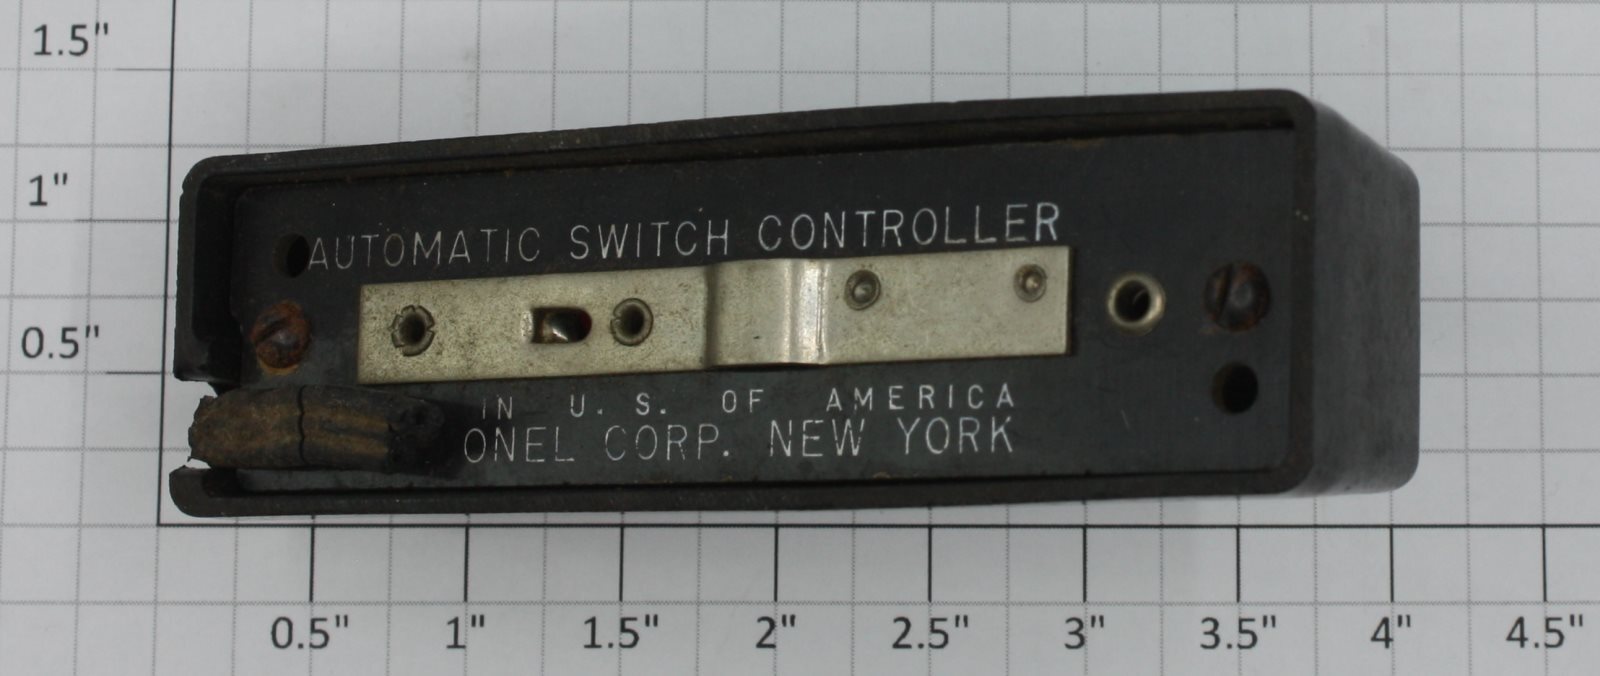 1.5"
1"
0.5"
AUTOMATIC SWITCH CONTROLLER
IN U. S. OF AMERICA
ONEL CORP. NEW YORK
0.5" 1" 1.5" 2" 2.5" 3" 3.5" 4" 4.5"